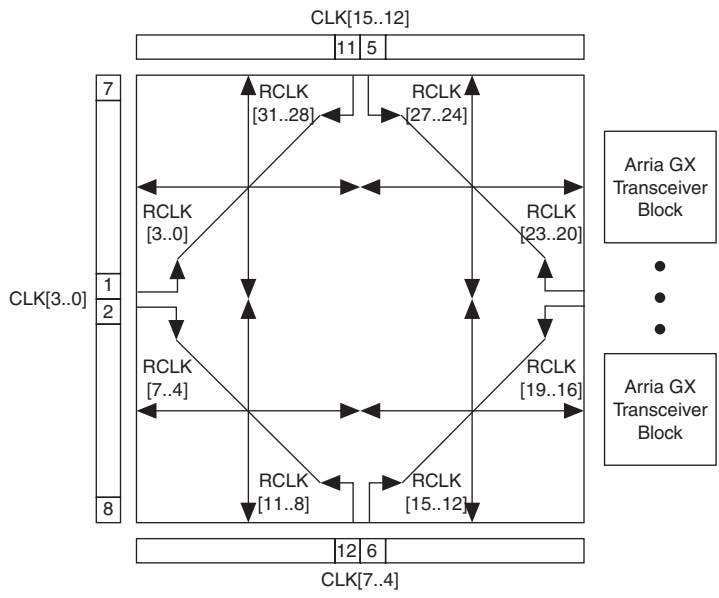 CLK[15..12]
11 5
7
RCLK
[31..28]
RCLK
[27..24]
Arria GX
Transceiver
Block
RCLK
[3..0]
RCLK
[23..20]
CLK[3..0]
1
2
RCLK
[7..4]
RCLK
[19..16]
Arria GX
Transceiver
Block
RCLK
[11..8]
RCLK
[15..12]
8
12 6
CLK[7..4]